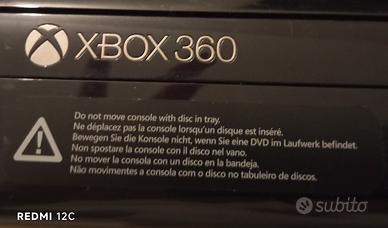 XBOX 360
Do not move console with disc in tray.
Ne déplacez pas la console lorsqu'un disque est inséré.
Bewegen Sie die Konsole nicht, wenn Sie eine DVD im Laufwerk befindet.
Non spostare la console con il disco nel vano.
No mover la consola con un disco en la bandeja.
Não movimentes a consola com o disco no tabuleiro de discos.
subito
REDMI 12C